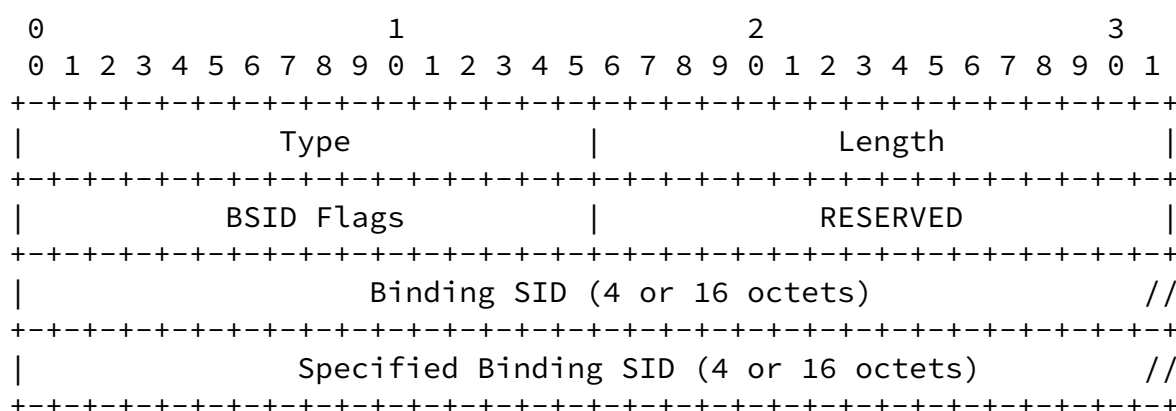 0                   1                   2                   3
 0 1 2 3 4 5 6 7 8 9 0 1 2 3 4 5 6 7 8 9 0 1 2 3 4 5 6 7 8 9 0 1
+-+-+-+-+-+-+-+-+-+-+-+-+-+-+-+-+-+-+-+-+-+-+-+-+-+-+-+-+-+-+-+-+
|              Type             |             Length            |
+-+-+-+-+-+-+-+-+-+-+-+-+-+-+-+-+-+-+-+-+-+-+-+-+-+-+-+-+-+-+-+-+
|           BSID Flags          |            RESERVED           |
+-+-+-+-+-+-+-+-+-+-+-+-+-+-+-+-+-+-+-+-+-+-+-+-+-+-+-+-+-+-+-+-+
|                   Binding SID (4 or 16 octets)               //
+-+-+-+-+-+-+-+-+-+-+-+-+-+-+-+-+-+-+-+-+-+-+-+-+-+-+-+-+-+-+-+-+
|               Specified Binding SID (4 or 16 octets)         //
+-+-+-+-+-+-+-+-+-+-+-+-+-+-+-+-+-+-+-+-+-+-+-+-+-+-+-+-+-+-+-+-+